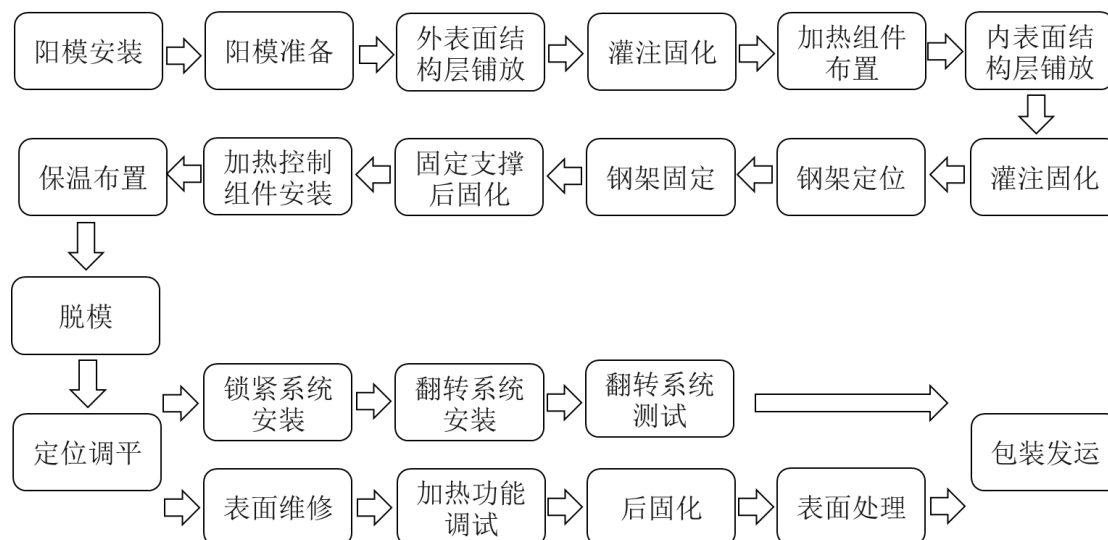 阳模安装
阳模准备
外表面结
构层铺放
灌注固化
加热组件
布置
内表面结
构层铺放
灌注固化
钢架定位
钢架固定
固定支撑
后固化
加热控制
组件安装
保温布置
脱模
定位调平
锁紧系统
安装
翻转系统
安装
翻转系统
测试
表面维修
加热功能
调试
后固化
表面处理
包装发运